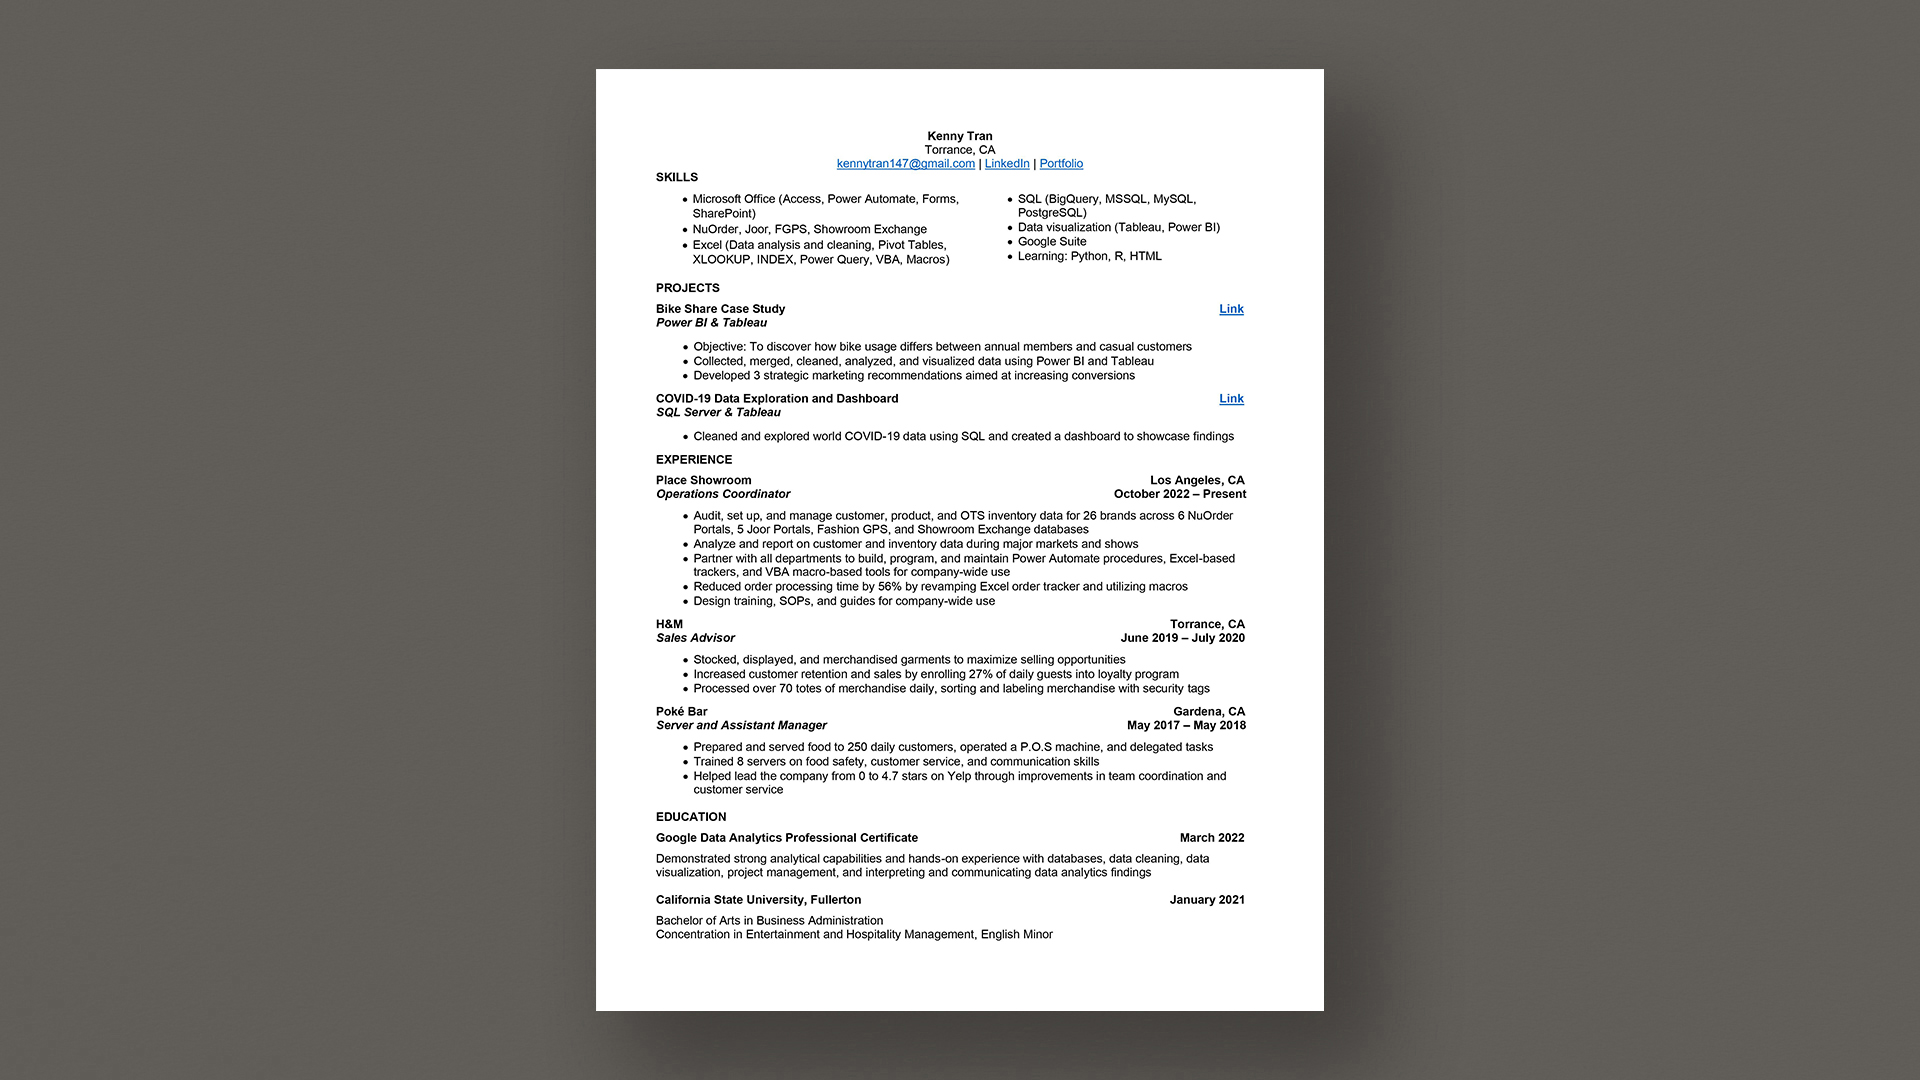 Kenny Tran
Torrance, CA
kennytran147@gmail.com | LinkedIn | Portfolio
SKILLS
• Microsoft Office (Access, Power Automate, Forms,
SharePoint)
• NuOrder, Joor, FGPS, Showroom Exchange
• Excel (Data analysis and cleaning, Pivot Tables,
XLOOKUP, INDEX, Power Query, VBA, Macros)
• SQL (BigQuery, MSSQL, MySQL,
PostgreSQL)
• Data visualization (Tableau, Power BI)
• Google Suite
• Learning: Python, R, HTML
PROJECTS
Bike Share Case Study Link
Power BI & Tableau
• Objective: To discover how bike usage differs between annual members and casual customers
• Collected, merged, cleaned, analyzed, and visualized data using Power BI and Tableau
• Developed 3 strategic marketing recommendations aimed at increasing conversions
COVID-19 Data Exploration and Dashboard Link
SQL Server & Tableau
• Cleaned and explored world COVID-19 data using SQL and created a dashboard to showcase findings
EXPERIENCE
Place Showroom Los Angeles, CA
Operations Coordinator October 2022 – Present
• Audit, set up, and manage customer, product, and OTS inventory data for 26 brands across 6 NuOrder
Portals, 5 Joor Portals, Fashion GPS, and Showroom Exchange databases
• Analyze and report on customer and inventory data during major markets and shows
• Partner with all departments to build, program, and maintain Power Automate procedures, Excel-based
trackers, and VBA macro-based tools for company-wide use
• Reduced order processing time by 56% by revamping Excel order tracker and utilizing macros
• Design training, SOPs, and guides for company-wide use
H&M Torrance, CA
Sales Advisor June 2019 – July 2020
• Stocked, displayed, and merchandised garments to maximize selling opportunities
• Increased customer retention and sales by enrolling 27% of daily guests into loyalty program
• Processed over 70 totes of merchandise daily, sorting and labeling merchandise with security tags
Poké Bar Gardena, CA
Server and Assistant Manager May 2017 – May 2018
• Prepared and served food to 250 daily customers, operated a P.O.S machine, and delegated tasks
• Trained 8 servers on food safety, customer service, and communication skills
• Helped lead the company from 0 to 4.7 stars on Yelp through improvements in team coordination and
customer service
EDUCATION
Google Data Analytics Professional Certificate March 2022
Demonstrated strong analytical capabilities and hands-on experience with databases, data cleaning, data
visualization, project management, and interpreting and communicating data analytics findings
California State University, Fullerton January 2021
Bachelor of Arts in Business Administration
Concentration in Entertainment and Hospitality Management, English Minor